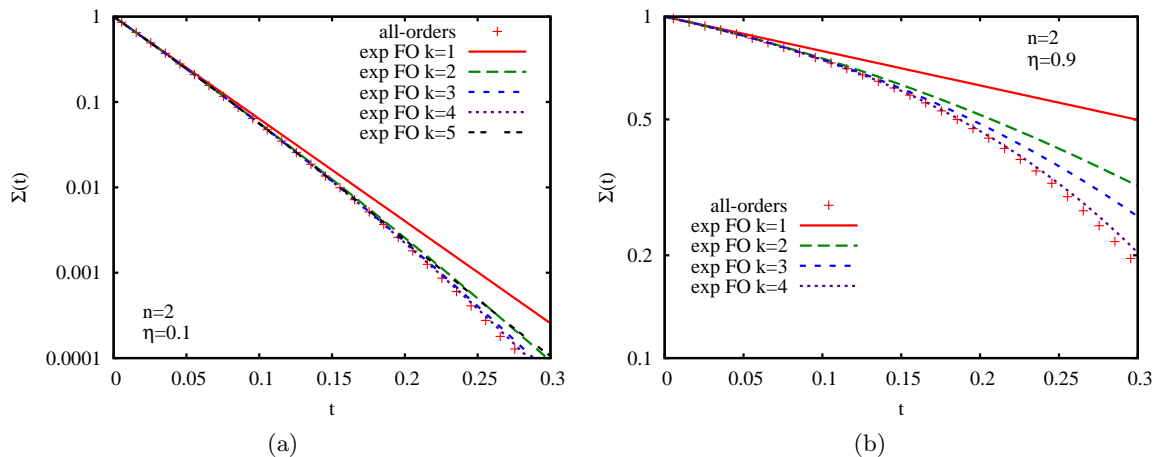 1
0.1
0.01
0.001
0.0001
Σ(t)
all-orders
exp FO k=1
exp FO k=2
exp FO k=3
exp FO k=4
exp FO k=5
n=2
η=0.1
0 0.05 0.1 0.15 0.2 0.25 0.3
t
(a)
1
0.5
0.2
0.1
Σ(t)
n=2
η=0.9
all-orders
exp FO k=1
exp FO k=2
exp FO k=3
exp FO k=4
0 0.05 0.1 0.15 0.2 0.25 0.3
t
(b)